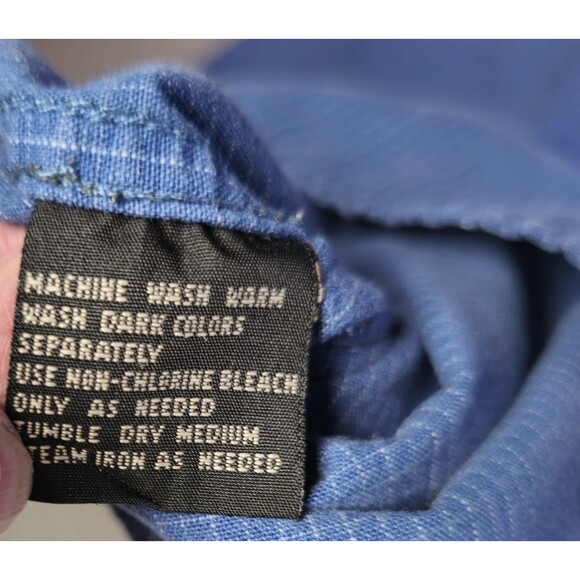 MACHINE WASH WARM
WASH DARK COLORS
SEPARATELY
USE NON-CHLORINE BLEACH
ONLY AS NEEDED
TUMBLE DRY MEDIUM
STEAM IRON AS NEEDED